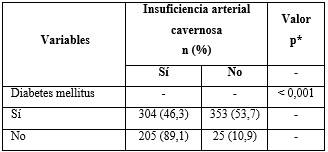 Variables
Insuficiencia arterial
cavernosa
n (%)
Valor
p*
Sí No -
Diabetes mellitus - - < 0,001
Sí 304 (46,3) 353 (53,7) -
No 205 (89,1) 25 (10,9) -